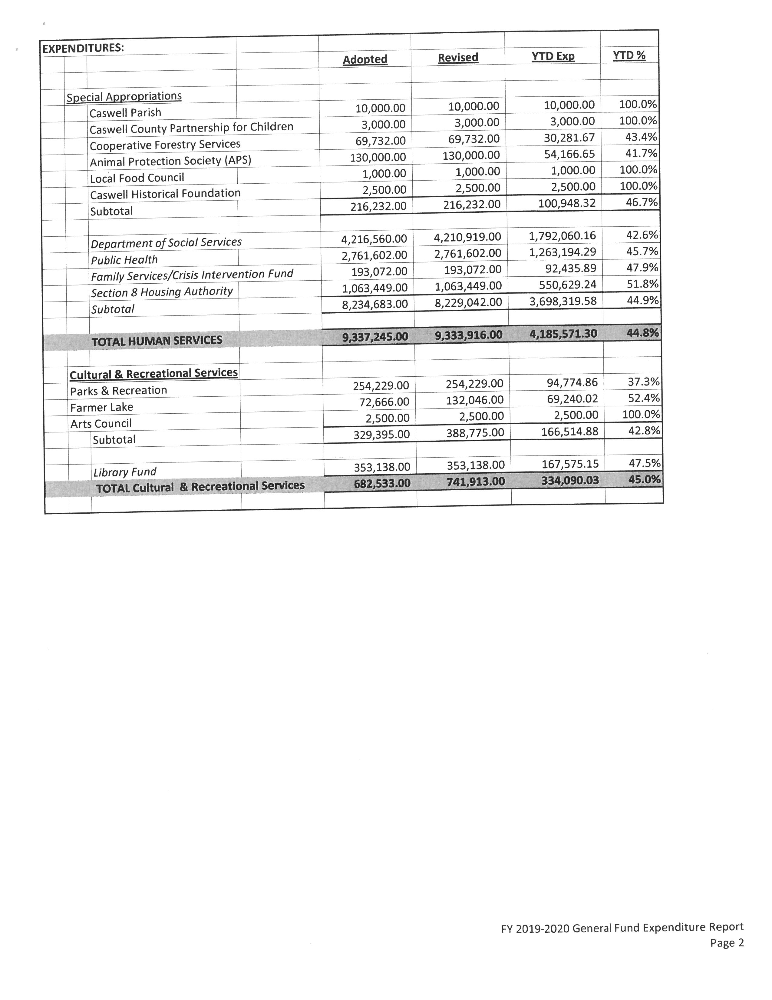 EXPENDITURES:
Adopted Revised YTD Exp YTD %
Special Appropriations
Caswell Parish 10,000.00 10,000.00 10,000.00 100.0%
Caswell County Partnership for Children 3,000.00 3,000.00 3,000.00 100.0%
Cooperative Forestry Services 69,732.00 69,732.00 30,281.67 43.4%
Animal Protection Society (APS) 130,000.00 130,000.00 54,166.65 41.7%
Local Food Council 1,000.00 1,000.00 1,000.00 100.0%
Caswell Historical Foundation 2,500.00 2,500.00 2,500.00 100.0%
Subtotal 216,232.00 216,232.00 100,948.32 46.7%
Department of Social Services 4,216,560.00 4,210,919.00 1,792,060.16 42.6%
Public Health 2,761,602.00 2,761,602.00 1,263,194.29 45.7%
Family Services/Crisis Intervention Fund 193,072.00 193,072.00 92,435.89 47.9%
Section 8 Housing Authority 1,063,449.00 1,063,449.00 550,629.24 51.8%
Subtotal 8,234,683.00 8,229,042.00 3,698,319.58 44.9%
TOTAL HUMAN SERVICES 9,337,245.00 9,333,916.00 4,185,571.30 44.8%
Cultural & Recreational Services
Parks & Recreation 254,229.00 254,229.00 94,774.86 37.3%
Farmer Lake 72,666.00 132,046.00 69,240.02 52.4%
Arts Council 2,500.00 2,500.00 2,500.00 100.0%
Subtotal 329,395.00 388,775.00 166,514.88 42.8%
Library Fund 353,138.00 353,138.00 167,575.15 47.5%
TOTAL Cultural & Recreational Services 682,533.00 741,913.00 334,090.03 45.0%
FY 2019-2020 General Fund Expenditure Report
Page 2